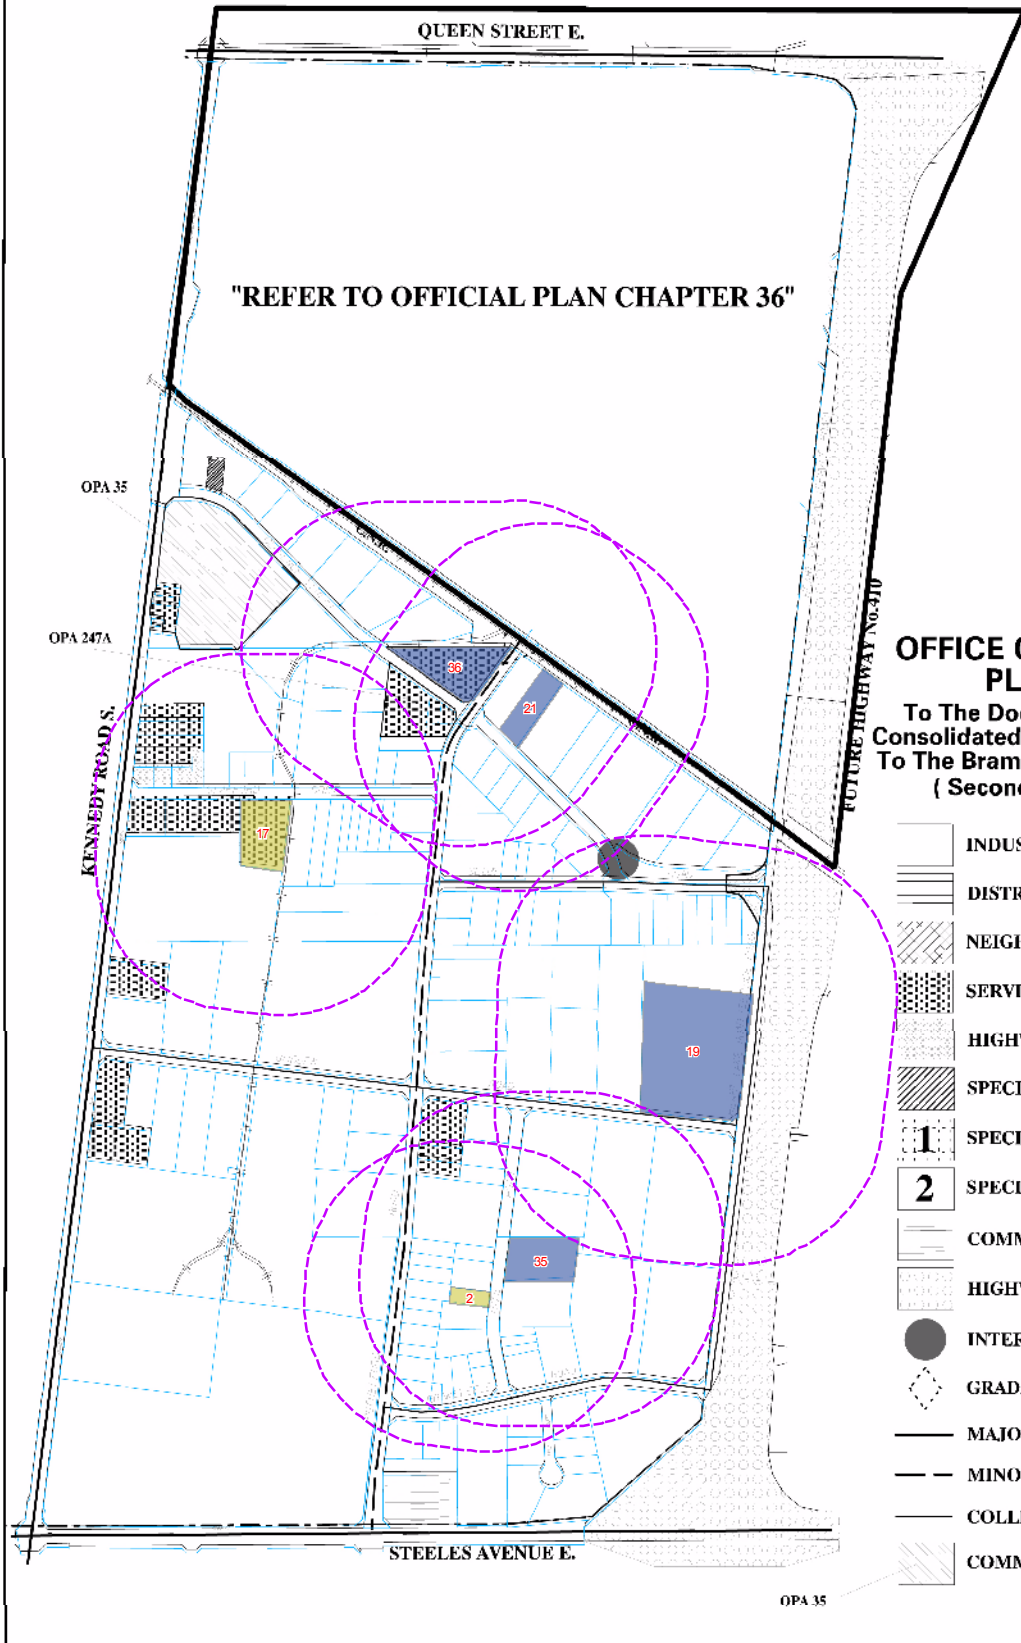 QUEEN STREET E.
"REFER TO OFFICIAL PLAN CHAPTER 36"
OPA 35
C.N.R.
OPA 247A
36
21
KENNEDY ROAD S.
FUTURE HIGHWAY No.410
17
19
35
2
STEELES AVENUE E.
OFFICE
PL
To The Do
Consolidated
To The Bram
( Secon
INDUS
DISTR
NEIG
SERVI
HIGH
SPECI
1 SPECI
2 SPECI
COMM
HIGH
INTER
GRAD
MAJO
MINO
COLL
COMM
OPA 35